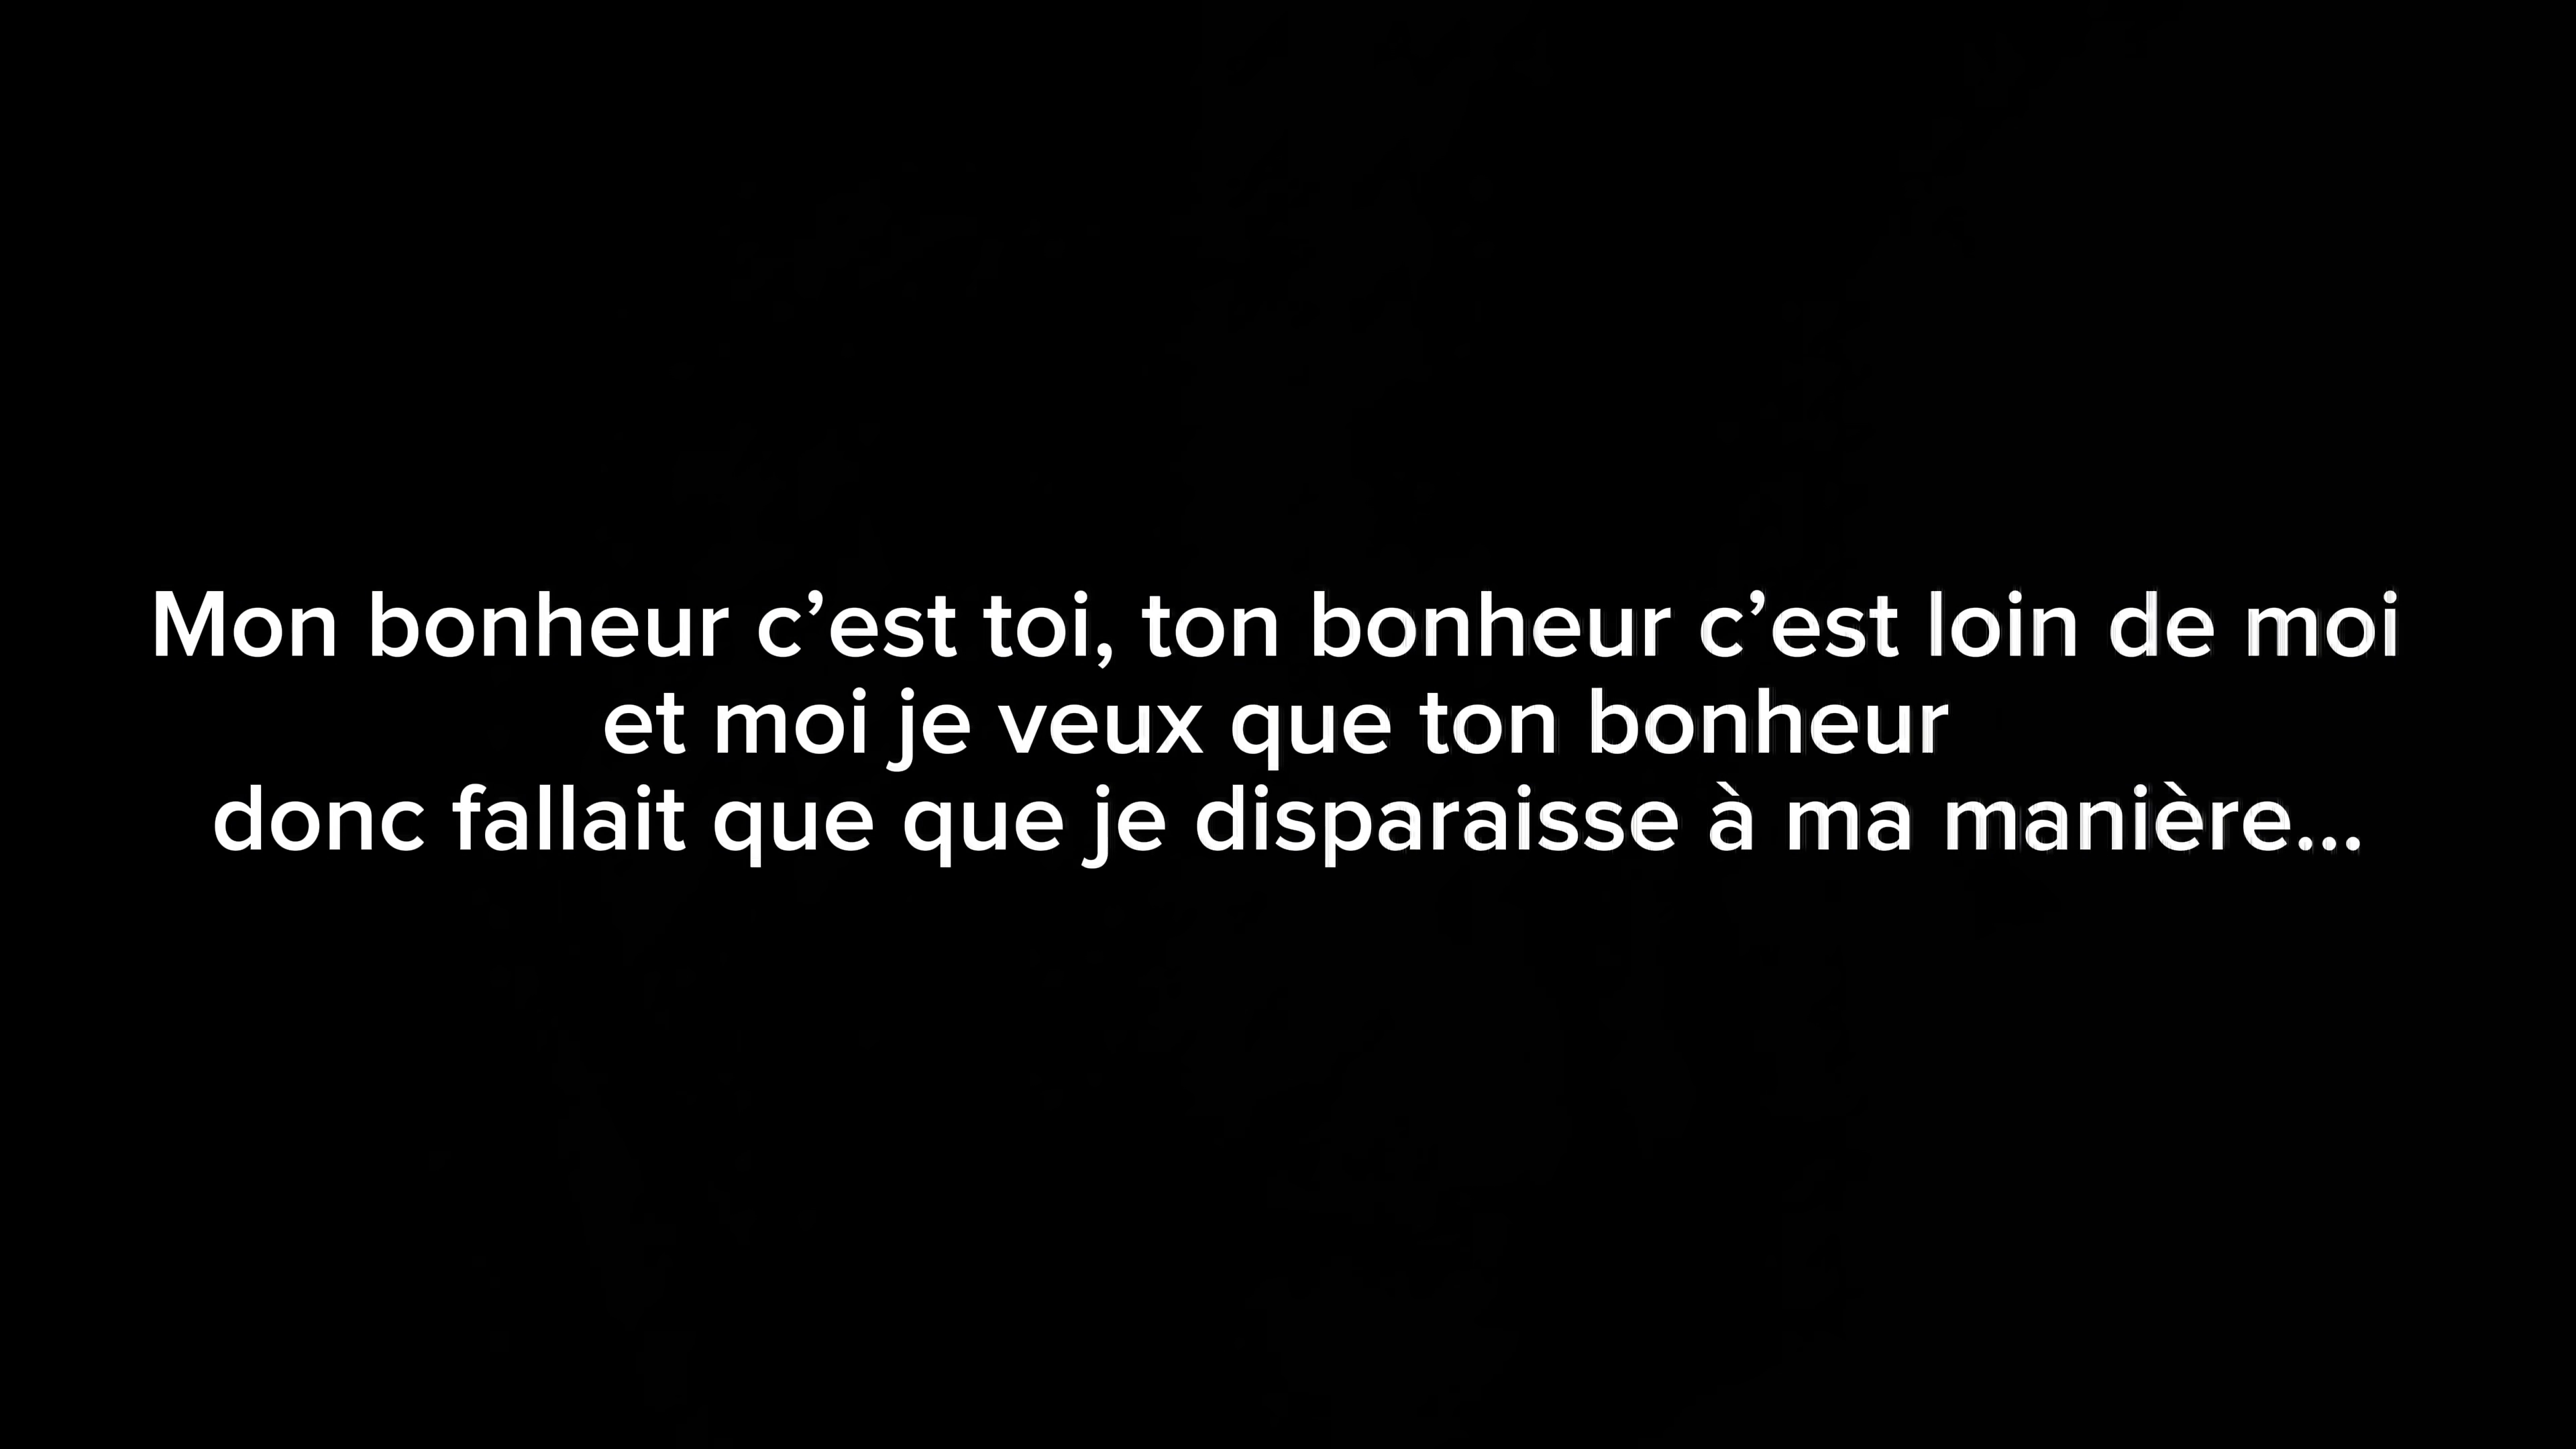 Mon bonheur c’est toi, ton bonheur c’est loin de moi
et moi je veux que ton bonheur
donc fallait que que je disparaisse à ma manière...